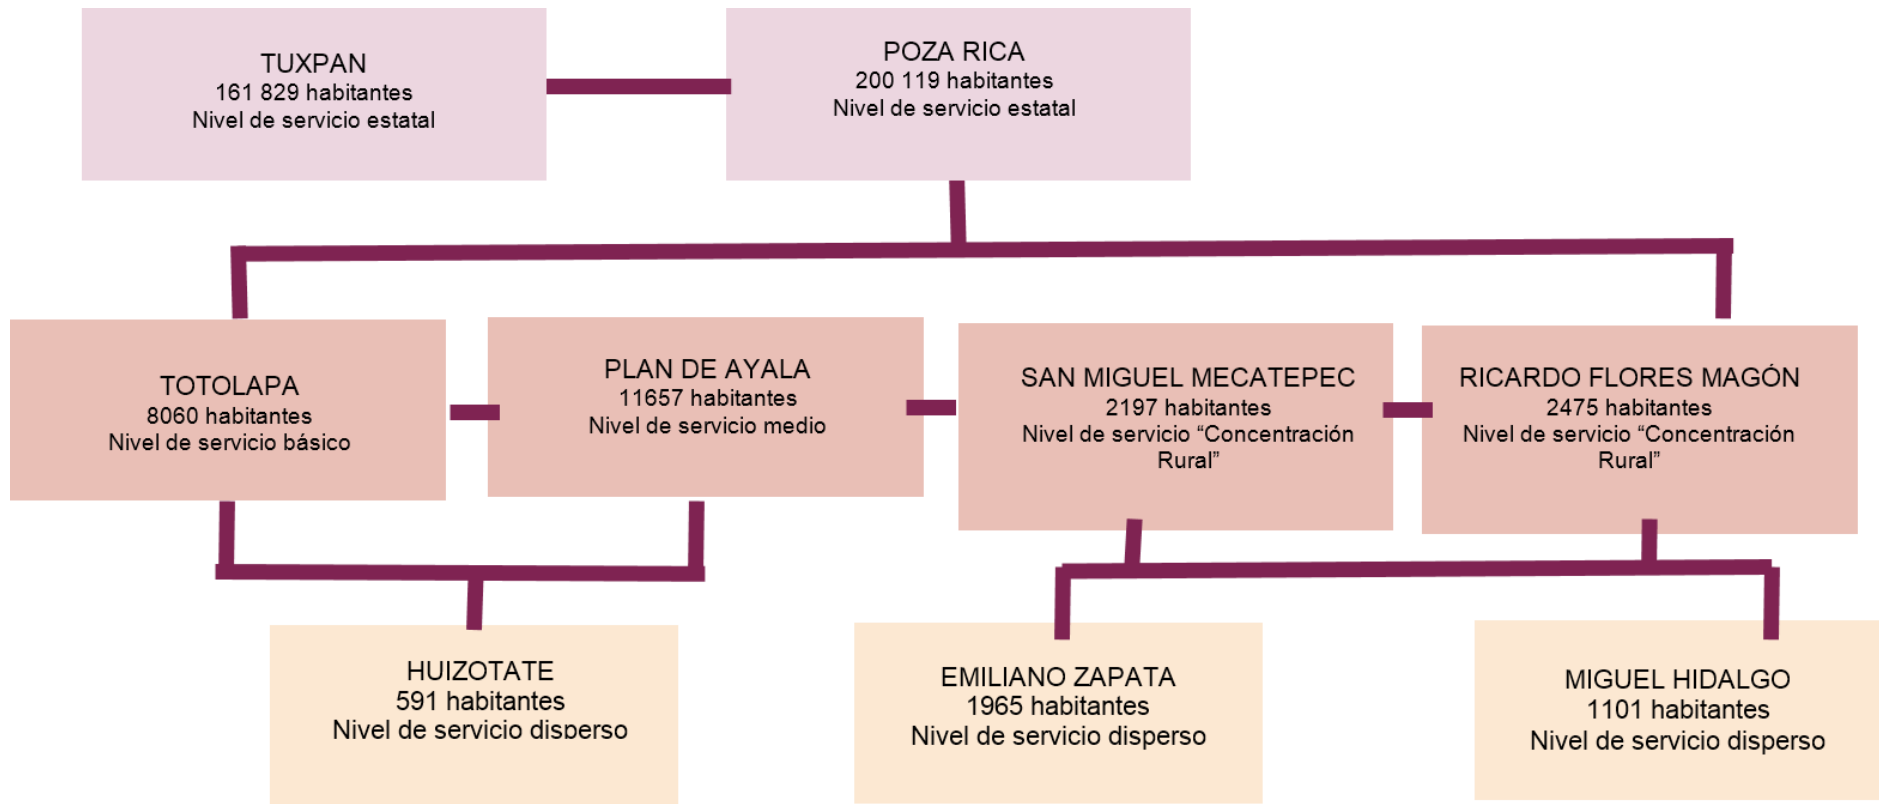 TUXPAN
161 829 habitantes
Nivel de servicio estatal
POZA RICA
200 119 habitantes
Nivel de servicio estatal
TOTOLAPA
8060 habitantes
Nivel de servicio básico
PLAN DE AYALA
11657 habitantes
Nivel de servicio medio
SAN MIGUEL MECATEPEC
2197 habitantes
Nivel de servicio “Concentración
Rural”
RICARDO FLORES MAGÓN
2475 habitantes
Nivel de servicio “Concentración
Rural”
HUIZOTATE
591 habitantes
Nivel de servicio disperso
EMILIANO ZAPATA
1965 habitantes
Nivel de servicio disperso
MIGUEL HIDALGO
1101 habitantes
Nivel de servicio disperso